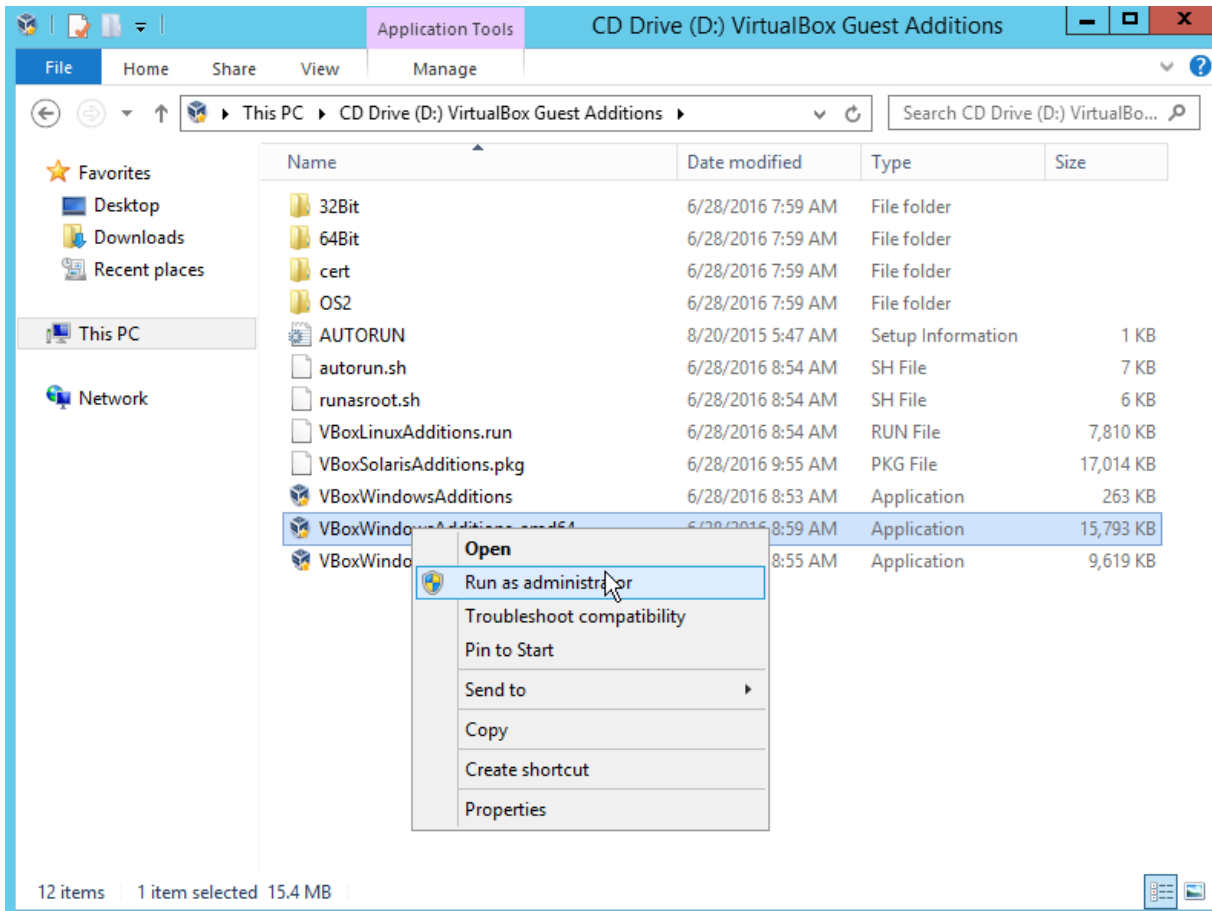 Application Tools CD Drive (D:) VirtualBox Guest Additions
File Home Share View Manage
This PC CD Drive (D:) VirtualBox Guest Additions Search CD Drive (D:) VirtualBo...
Name Date modified Type Size
Favorites
Desktop
Downloads
Recent places
This PC
Network
32Bit 6/28/2016 7:59 AM File folder
64Bit 6/28/2016 7:59 AM File folder
cert 6/28/2016 7:59 AM File folder
OS2 6/28/2016 7:59 AM File folder
AUTORUN 8/20/2015 5:47 AM Setup Information 1 KB
autorun.sh 6/28/2016 8:54 AM SH File 7 KB
runasroot.sh 6/28/2016 8:54 AM SH File 6 KB
VBoxLinuxAdditions.run 6/28/2016 8:54 AM RUN File 7,810 KB
VBoxSolarisAdditions.pkg 6/28/2016 9:55 AM PKG File 17,014 KB
VBoxWindowsAdditions 6/28/2016 8:53 AM Application 263 KB
VBoxWindowsAdditions-amd64 6/28/2016 8:59 AM Application 15,793 KB
VBoxWindo 8:55 AM Application 9,619 KB
Open
Run as administrator
Troubleshoot compatibility
Pin to Start
Send to
Copy
Create shortcut
Properties
12 items 1 item selected 15.4 MB